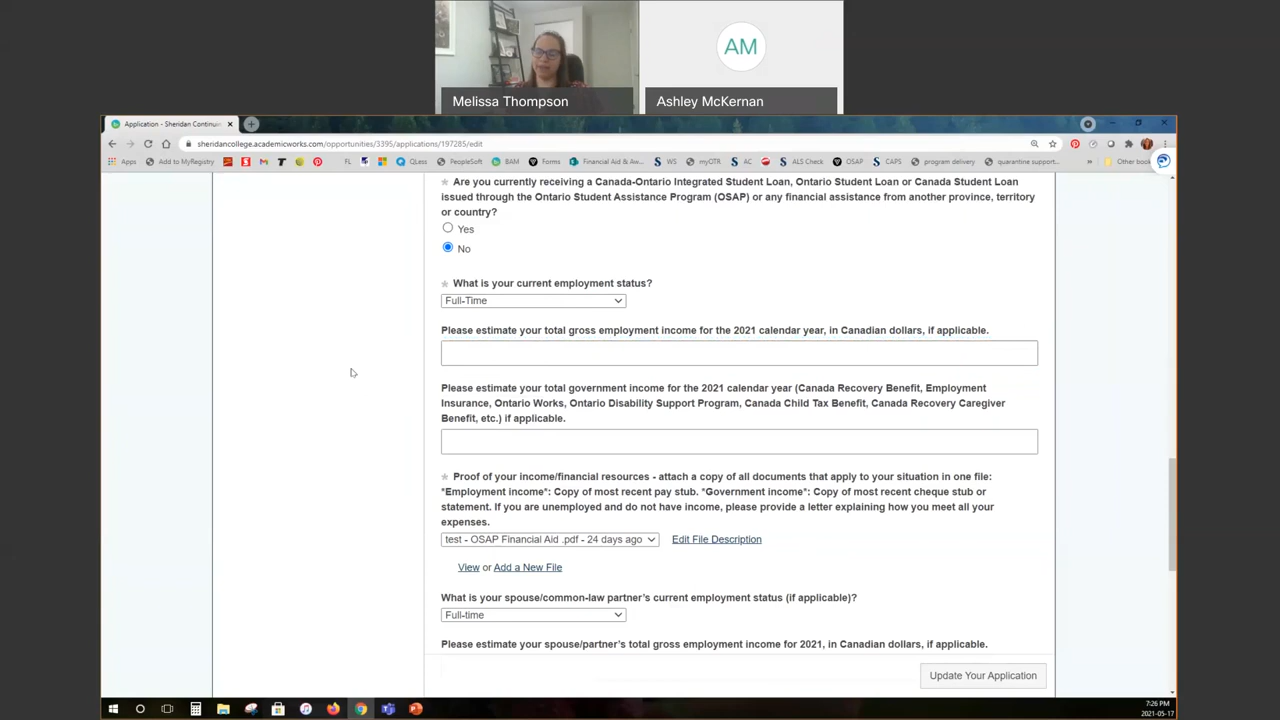 AM
Melissa Thompson
Ashley McKernan
Application - Sheridan Continui
sheridancollege.academicworks.com/opportunities/3395/applications/197285/edit
Apps
Add to MyRegistry
FL
QLess
PeopleSoft
BAM
Forms
Financial Aid & Aw...
WS
myOTR
AC
ALS Check
OSAP
CAPS
program delivery
quarantine support...
Other book
* Are you currently receiving a Canada-Ontario Integrated Student Loan, Ontario Student Loan or Canada Student Loan
issued through the Ontario Student Assistance Program (OSAP) or any financial assistance from another province, territory
or country?
Yes
No
* What is your current employment status?
Full-Time
Please estimate your total gross employment income for the 2021 calendar year, in Canadian dollars, if applicable.
Please estimate your total government income for the 2021 calendar year (Canada Recovery Benefit, Employment
Insurance, Ontario Works, Ontario Disability Support Program, Canada Child Tax Benefit, Canada Recovery Caregiver
Benefit, etc.) if applicable.
* Proof of your income/financial resources - attach a copy of all documents that apply to your situation in one file:
*Employment income*: Copy of most recent pay stub. *Government income*: Copy of most recent cheque stub or
statement. If you are unemployed and do not have income, please provide a letter explaining how you meet all your
expenses.
test - OSAP Financial Aid .pdf - 24 days ago
Edit File Description
View or Add a New File
What is your spouse/common-law partner's current employment status (if applicable)?
Full-time
Please estimate your spouse/partner's total gross employment income for 2021, in Canadian dollars, if applicable.
Update Your Application
7:26 PM
2021-05-17